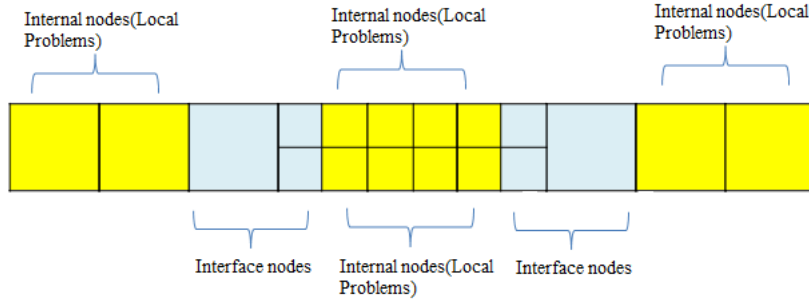 Internal nodes(Local
Problems)
Internal nodes(Local
Problems)
Internal nodes(Local
Problems)
Interface nodes
Internal nodes(Local
Problems)
Interface nodes